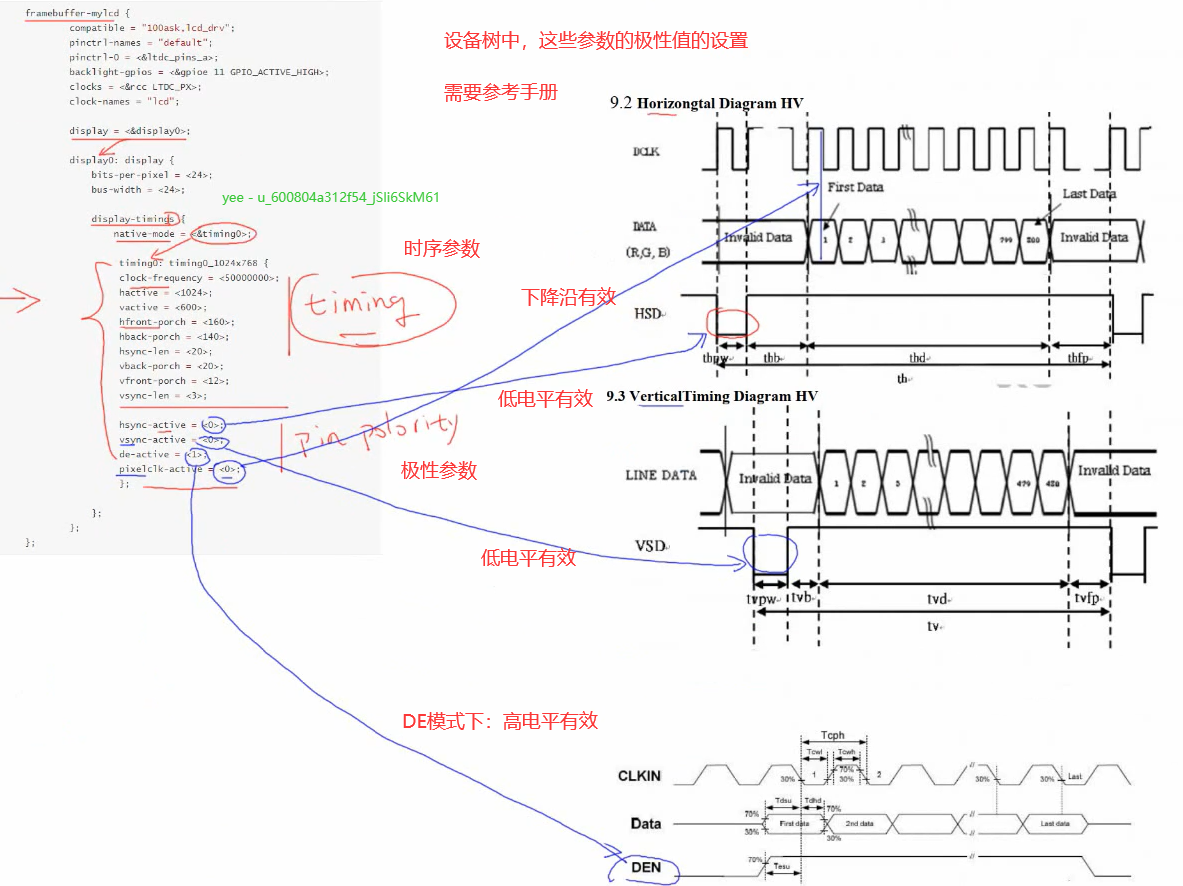 framebuffer-mylcd {
compatible = "100ask,lcd_drv";
pinctrl-names = "default";
pinctrl-0 = <&ltdc_pins_a>;
backlight-gpios = <&gpioe 11 GPIO_ACTIVE_HIGH>;
clocks = <&rcc LTDC_PX>;
clock-names = "lcd";
display = <&display0>;
display0: display {
bits-per-pixel = <24>;
bus-width = <24>;
yee - u_600804a312f54_jSIi6SkM61
display-timings {
native-mode = <&timing0>;
timing0: timing0_1024x768 {
clock-frequency = <50000000>;
hactive = <1024>;
vactive = <600>;
hfront-porch = <160>;
hback-porch = <140>;
hsync-len = <20>;
vback-porch = <20>;
vfront-porch = <12>;
vsync-len = <3>;
hsync-active = <0>;
vsync-active = <0>;
de-active = <1>;
pixelclk-active = <0>;
};
};
};
};
timing
pin polority
设备树中，这些参数的极性值的设置
需要参考手册
时序参数
下降沿有效
低电平有效
极性参数
低电平有效
DE模式下：高电平有效
9.2 Horizongtal Diagram HV
DCLK
First Data
Last Data
DATA
(R,G, B)
Invalid Data
1 2 3 799 800
Invalid Data
HSD
thpw thb thd thfp
th
9.3 VerticalTiming Diagram HV
LINE DATA
Invalid Data
1 2 3 479 480
Invalid Data
VSD
tvpw tvb tvd tvfp
tv
Tcph
Tcwl Tcwh
CLKIN
30% 1 70% 30% 2 30% 30% Last
Tdsu Tdhd
Data
70% 30% First data 70% 30% 2nd data Last data
DEN
70% Tesu